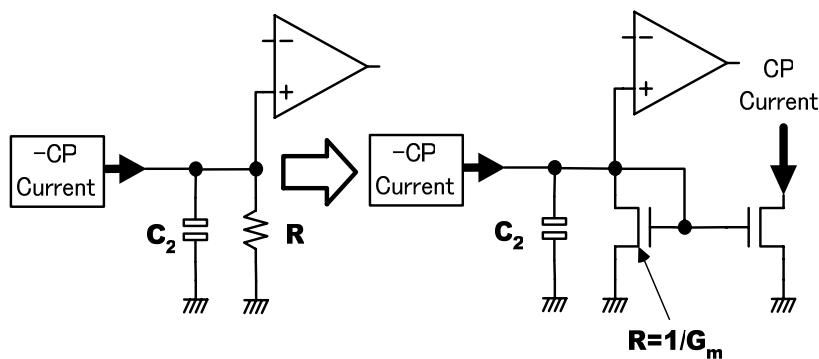 −
+
-CP
Current
C2
R
−
+
CP
Current
-CP
Current
C2
R=1/Gm